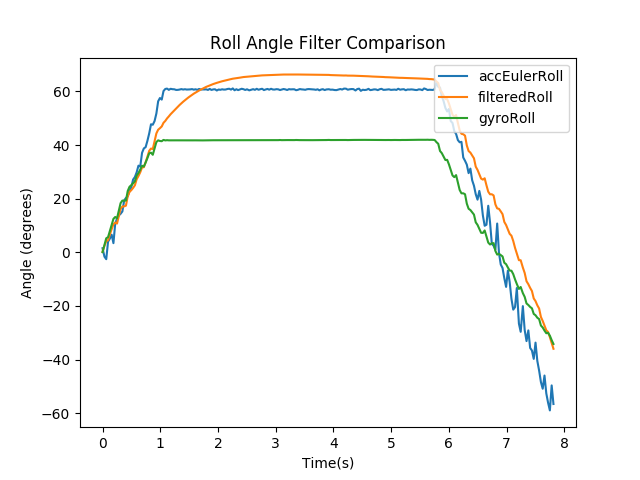 Roll Angle Filter Comparison
accEulerRoll
filteredRoll
gyroRoll
Angle (degrees)
60
40
20
0
−20
−40
−60
0 1 2 3 4 5 6 7 8
Time(s)